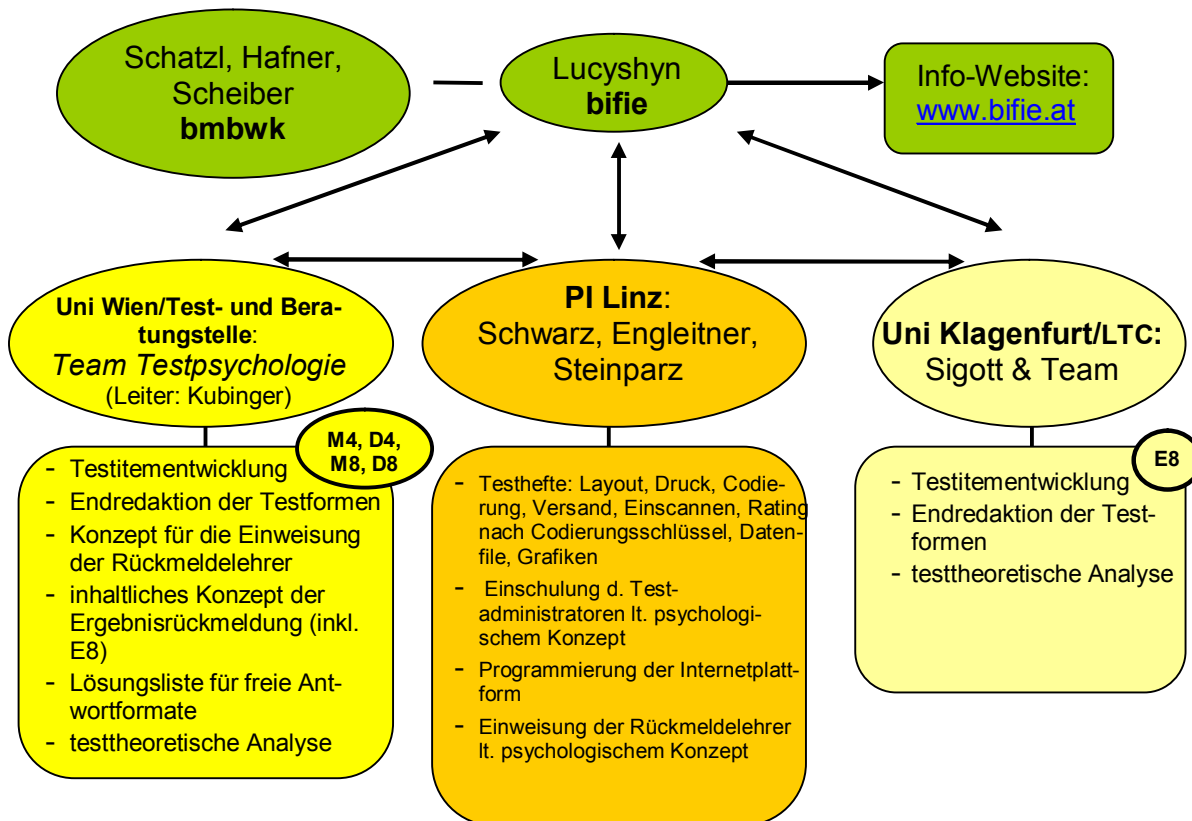 Schatzl, Hafner,
Scheiber
bmbwk
Lucyshyn
bifie
Info-Website:
www.bifie.at
Uni Wien/Test- und Bera-
tungstelle:
Team Testpsychologie
(Leiter: Kubinger)
PI Linz:
Schwarz, Engleitner,
Steinparz
Uni Klagenfurt/LTC:
Sigott & Team
M4, D4,
M8, D8
- Testitementwicklung
- Endredaktion der Testformen
- Konzept für die Einweisung
der Rückmeldelehrer
- inhaltliches Konzept der
Ergebnisrückmeldung (inkl.
E8)
- Lösungsliste für freie Ant-
wortformate
- testtheoretische Analyse
- Testhefte: Layout, Druck, Codie-
rung, Versand, Einscannen, Rating
nach Codierungsschlüssel, Daten-
file, Grafiken
- Einschulung d. Test-
administratoren lt. psychologi-
schem Konzept
- Programmierung der Internetplatt-
form
- Einweisung der Rückmeldelehrer
lt. psychologischem Konzept
E8
- Testitementwicklung
- Endredaktion der Test-
formen
- testtheoretische Analyse